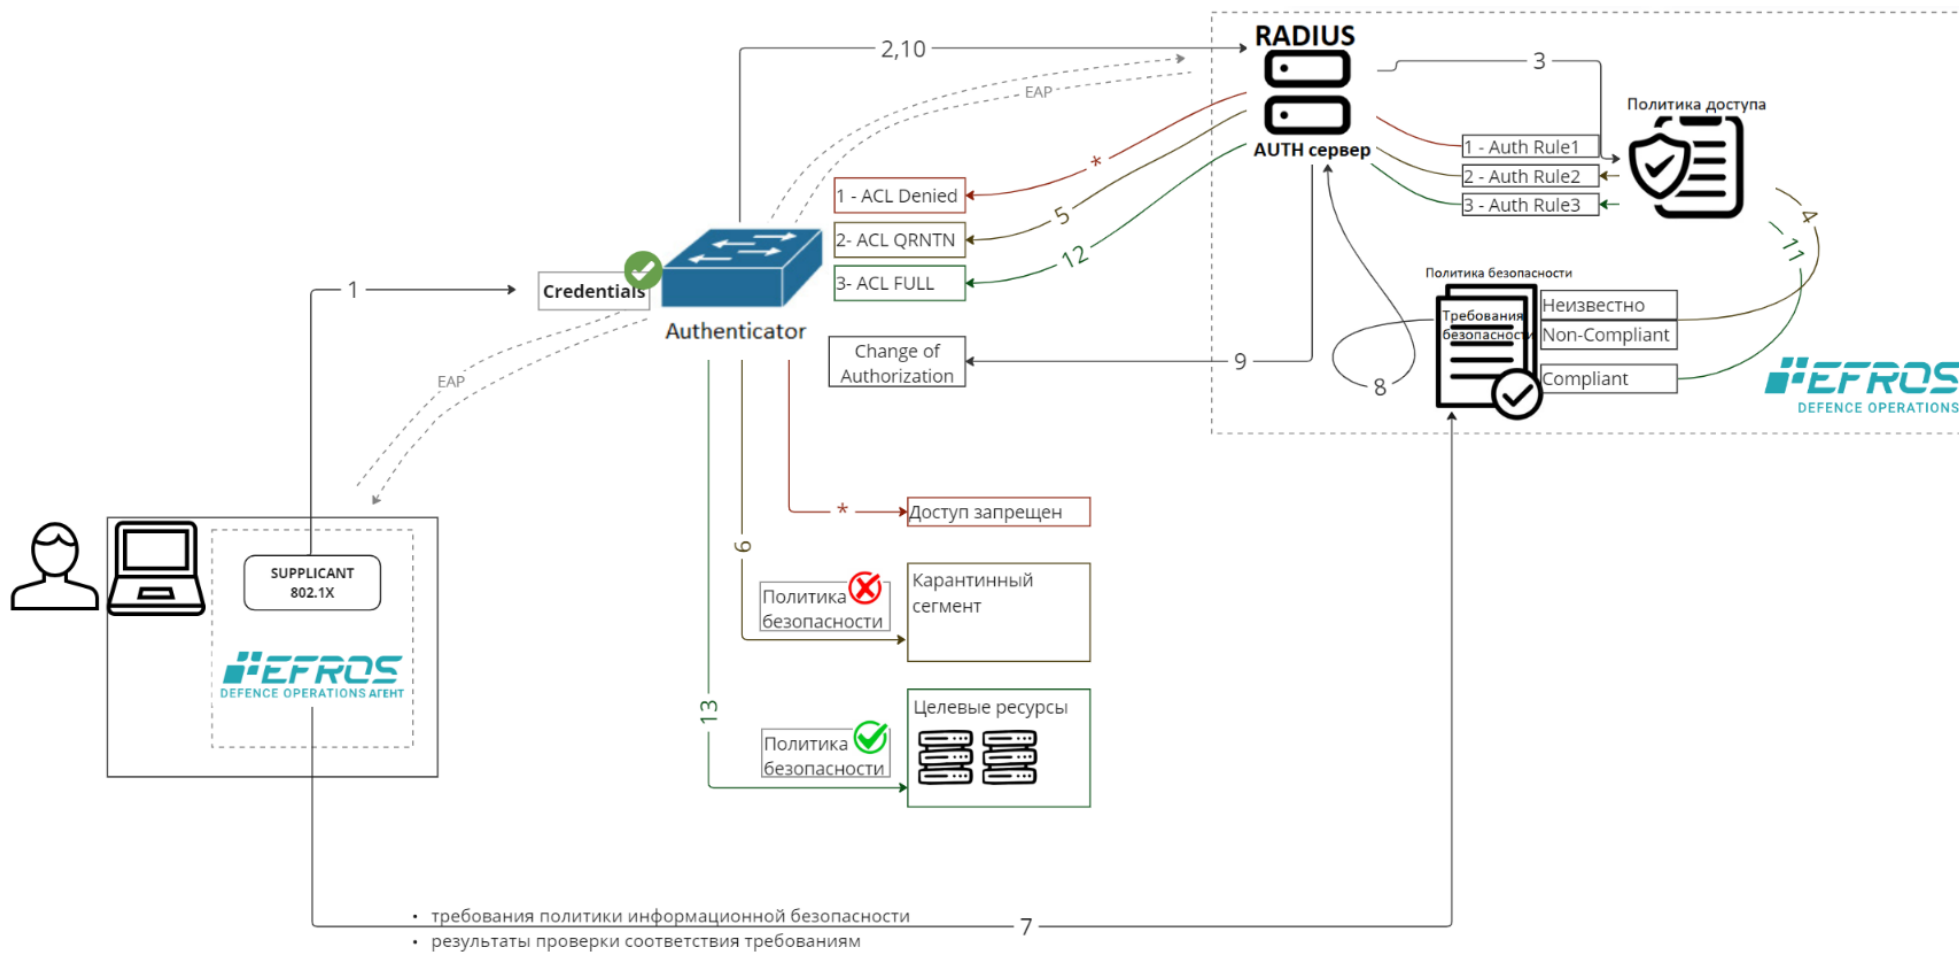 RADIUS
2,10
3
EAP
Политика доступа
1 - Auth Rule1
AUTH сервер
*
2 - Auth Rule2
1 - ACL Denied
3 - Auth Rule3
5
4
2- ACL QRNTN
12
11
Политика безопасности
3- ACL FULL
1
Credentials
Неизвестно
Требования
безопасности
Authenticator
Non-Compliant
Change of
Authorization
9
8
Compliant
EFROS
DEFENCE OPERATIONS
EAP
*
Доступ запрещен
6
SUPPLICANT
802.1X
Карантинный
сегмент
Политика
безопасности
EFROS
DEFENCE OPERATIONS АГЕНТ
13
Целевые ресурсы
Политика
безопасности
• требования политики информационной безопасности
7
• результаты проверки соответствия требованиям